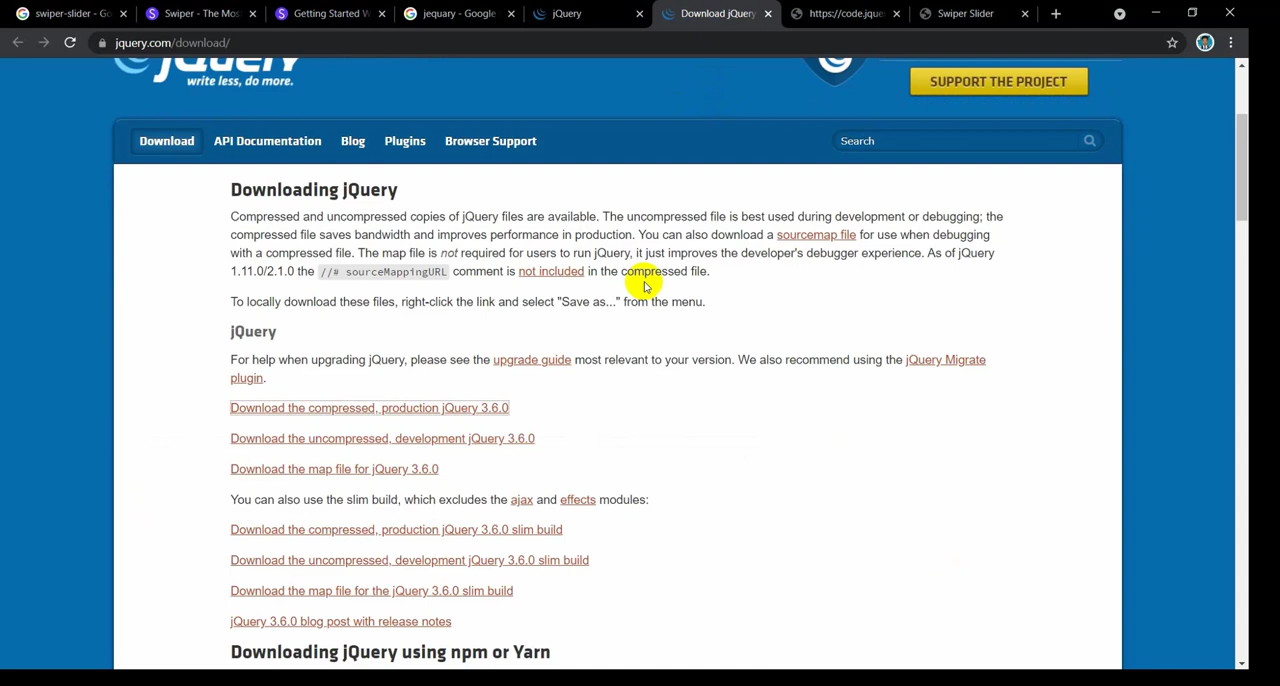 swiper-slider - Go
Swiper - The Mos
Getting Started W
jequary - Google
jQuery
Download jQuery
https://code.jque
Swiper Slider
jquery.com/download/
jQuery
write less, do more.
SUPPORT THE PROJECT
Download API Documentation Blog Plugins Browser Support
Search
Downloading jQuery
Compressed and uncompressed copies of jQuery files are available. The uncompressed file is best used during development or debugging; the
compressed file saves bandwidth and improves performance in production. You can also download a sourcemap file for use when debugging
with a compressed file. The map file is not required for users to run jQuery, it just improves the developer's debugger experience. As of jQuery
1.11.0/2.1.0 the //# sourceMappingURL comment is not included in the compressed file.
To locally download these files, right-click the link and select "Save as..." from the menu.
jQuery
For help when upgrading jQuery, please see the upgrade guide most relevant to your version. We also recommend using the jQuery Migrate
plugin.
Download the compressed, production jQuery 3.6.0
Download the uncompressed, development jQuery 3.6.0
Download the map file for jQuery 3.6.0
You can also use the slim build, which excludes the ajax and effects modules:
Download the compressed, production jQuery 3.6.0 slim build
Download the uncompressed, development jQuery 3.6.0 slim build
Download the map file for the jQuery 3.6.0 slim build
jQuery 3.6.0 blog post with release notes
Downloading jQuery using npm or Yarn